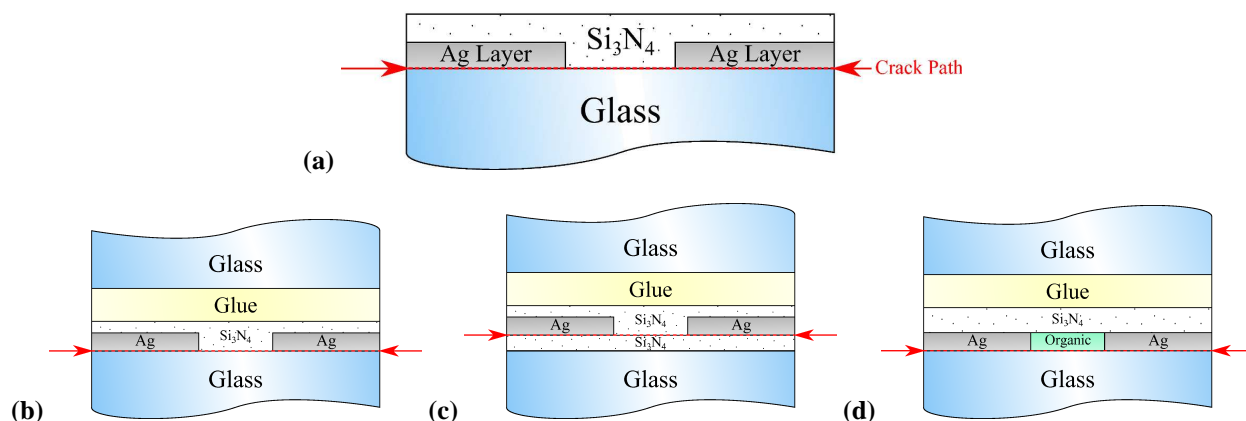 Si3N4
Ag Layer Ag Layer
Crack Path
Glass
(a)
Glass
Glue
Si3N4
Ag Ag
Glass
(b)
Glass
Glue
Si3N4
Ag Ag
Si3N4
Glass
(c)
Glass
Glue
Si3N4
Ag Organic Ag
Glass
(d)